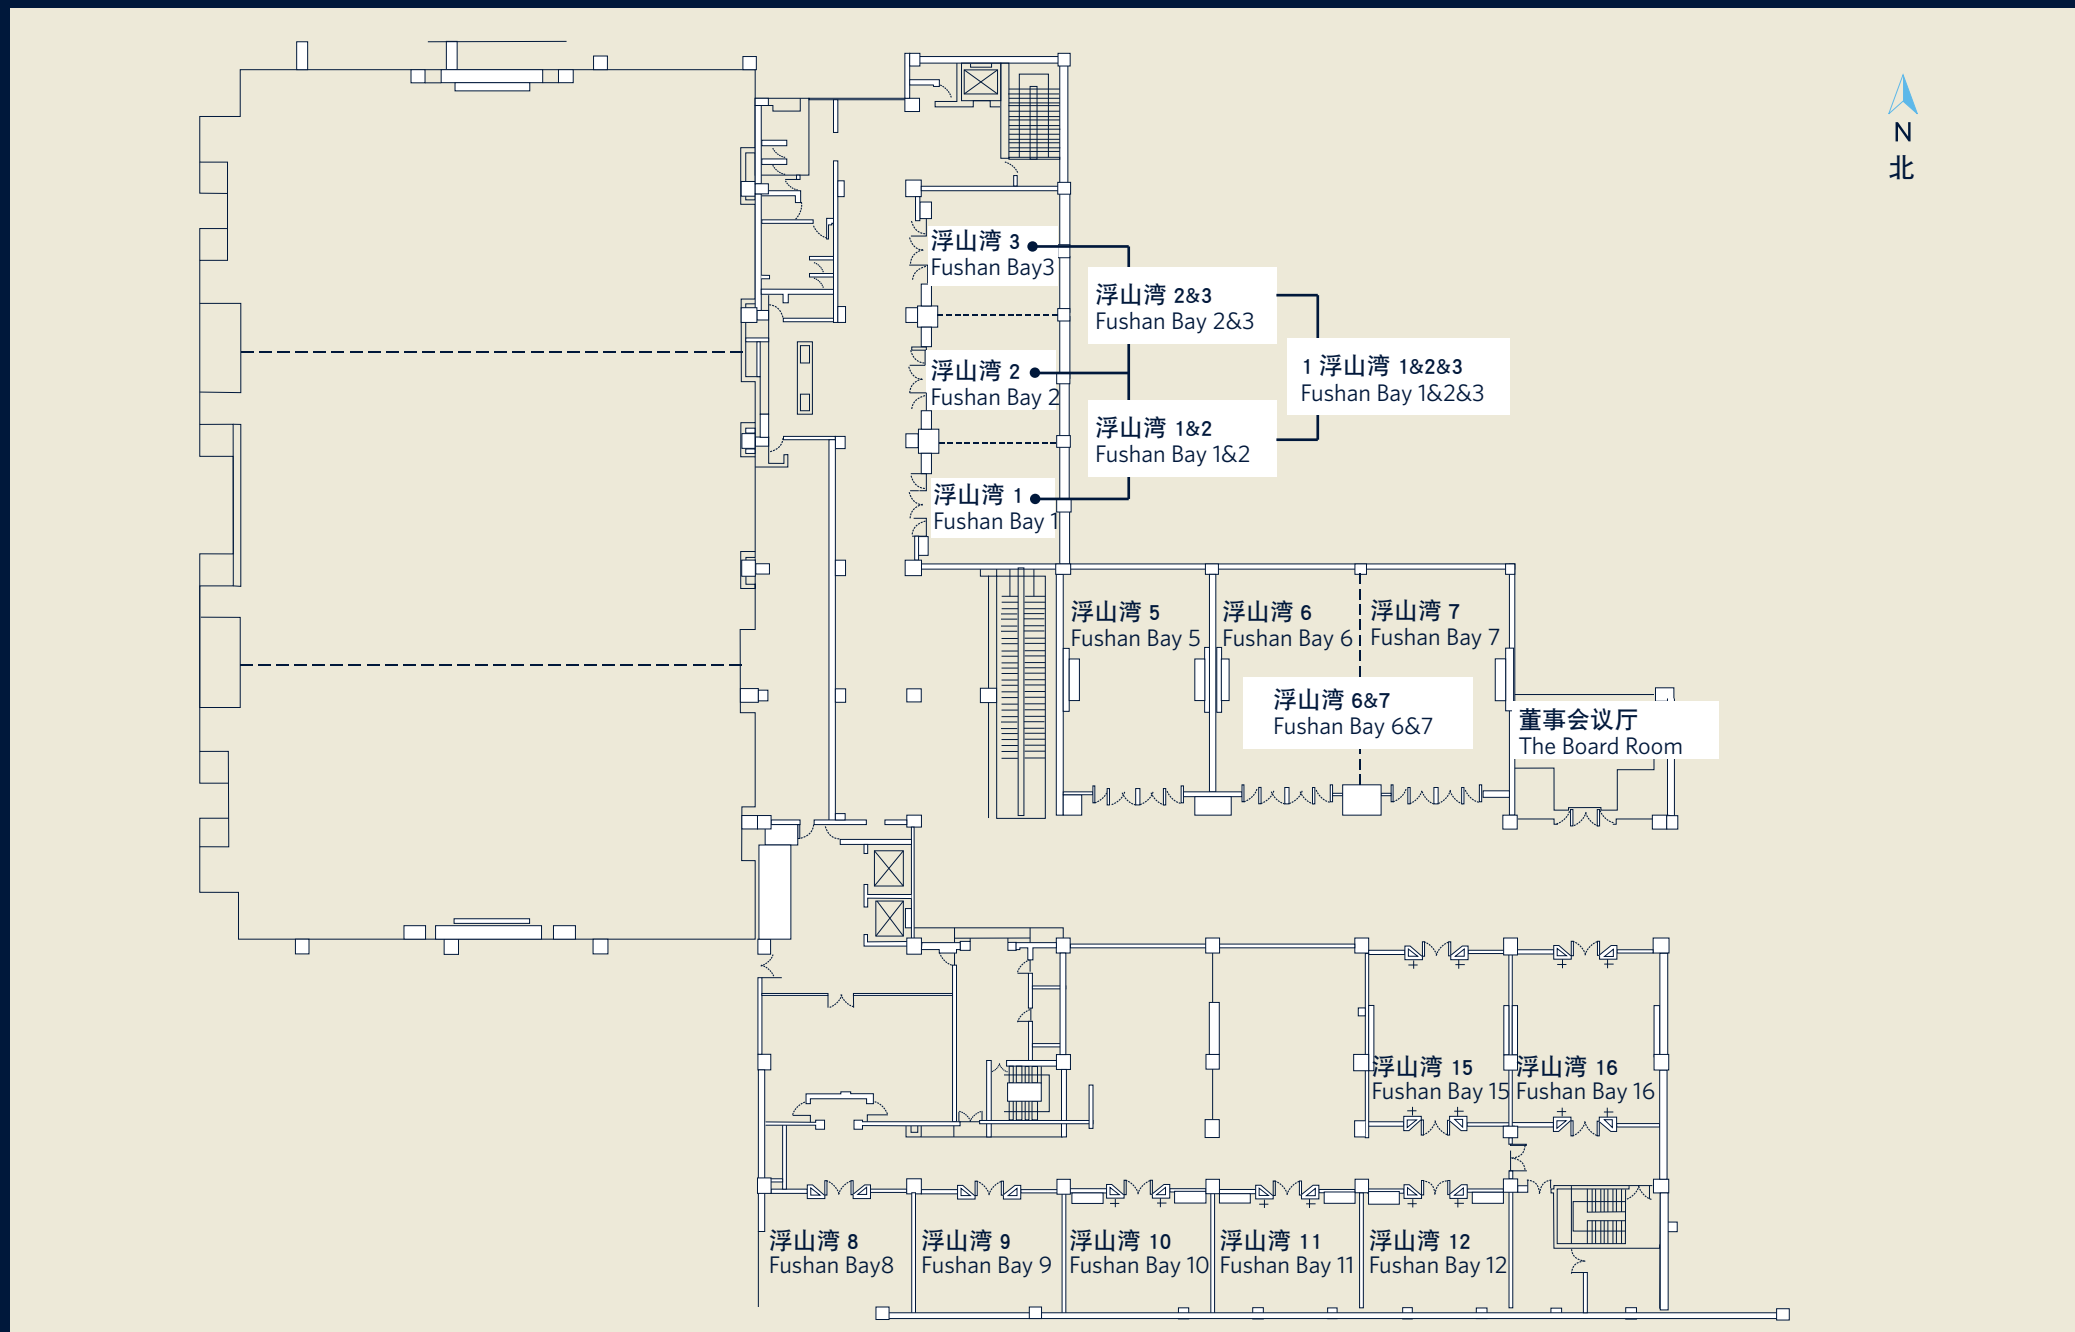 N
北
浮山湾 3
Fushan Bay3
浮山湾 2&3
Fushan Bay 2&3
浮山湾 2
Fushan Bay 2
1 浮山湾 1&2&3
Fushan Bay 1&2&3
浮山湾 1&2
Fushan Bay 1&2
浮山湾 1
Fushan Bay 1
浮山湾 5
Fushan Bay 5
浮山湾 6
Fushan Bay 6
浮山湾 7
Fushan Bay 7
浮山湾 6&7
Fushan Bay 6&7
董事会议厅
The Board Room
浮山湾 15
Fushan Bay 15
浮山湾 16
Fushan Bay 16
浮山湾 8
Fushan Bay8
浮山湾 9
Fushan Bay 9
浮山湾 10
Fushan Bay 10
浮山湾 11
Fushan Bay 11
浮山湾 12
Fushan Bay 12